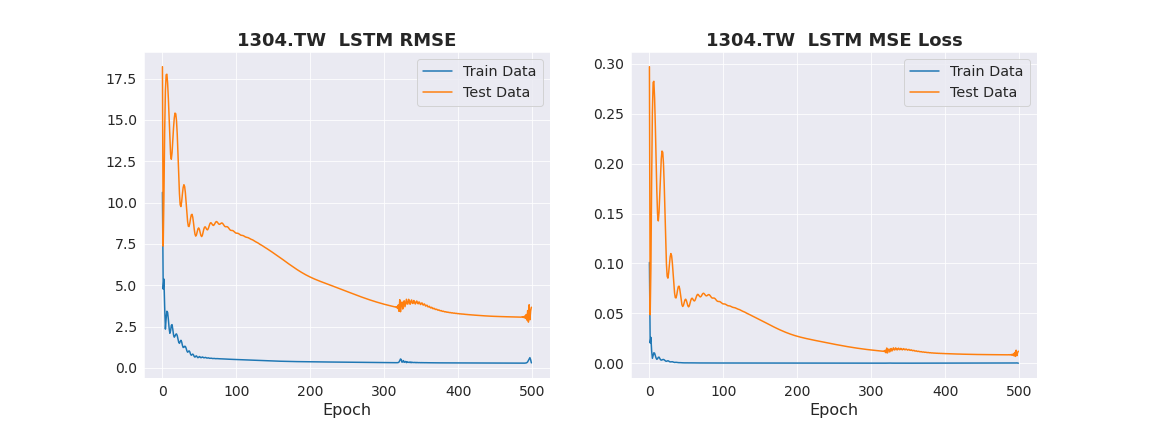 1304.TW  LSTM RMSE
17.5
15.0
12.5
10.0
7.5
5.0
2.5
0.0
0 100 200 300 400 500
Epoch
Train Data
Test Data
1304.TW  LSTM MSE Loss
0.30
0.25
0.20
0.15
0.10
0.05
0.00
0 100 200 300 400 500
Epoch
Train Data
Test Data